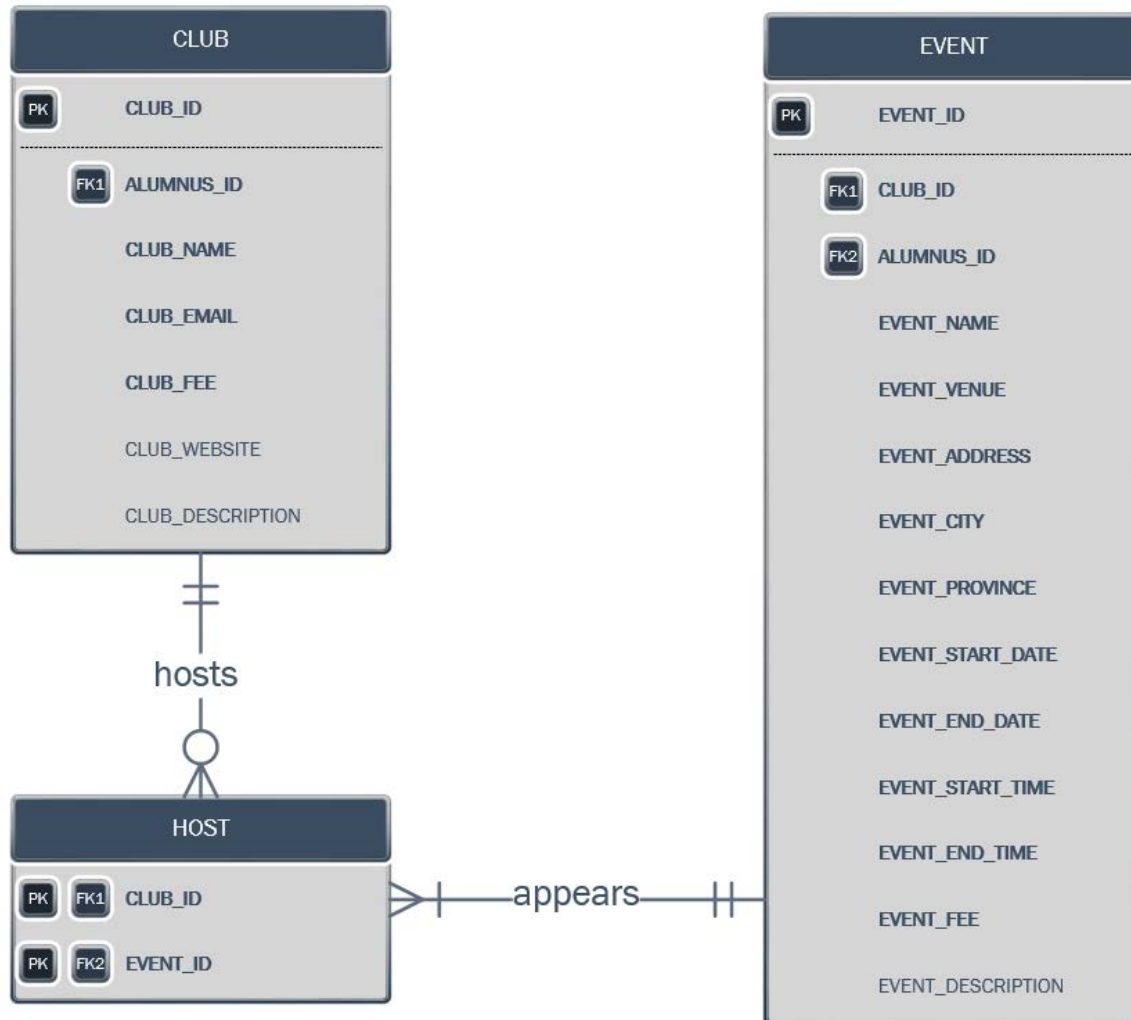 CLUB
PK CLUB_ID
FK1 ALUMNUS_ID
CLUB_NAME
CLUB_EMAIL
CLUB_FEE
CLUB_WEBSITE
CLUB_DESCRIPTION
hosts
HOST
PK FK1 CLUB_ID
PK FK2 EVENT_ID
appears
EVENT
PK EVENT_ID
FK1 CLUB_ID
FK2 ALUMNUS_ID
EVENT_NAME
EVENT_VENUE
EVENT_ADDRESS
EVENT_CITY
EVENT_PROVINCE
EVENT_START_DATE
EVENT_END_DATE
EVENT_START_TIME
EVENT_END_TIME
EVENT_FEE
EVENT_DESCRIPTION